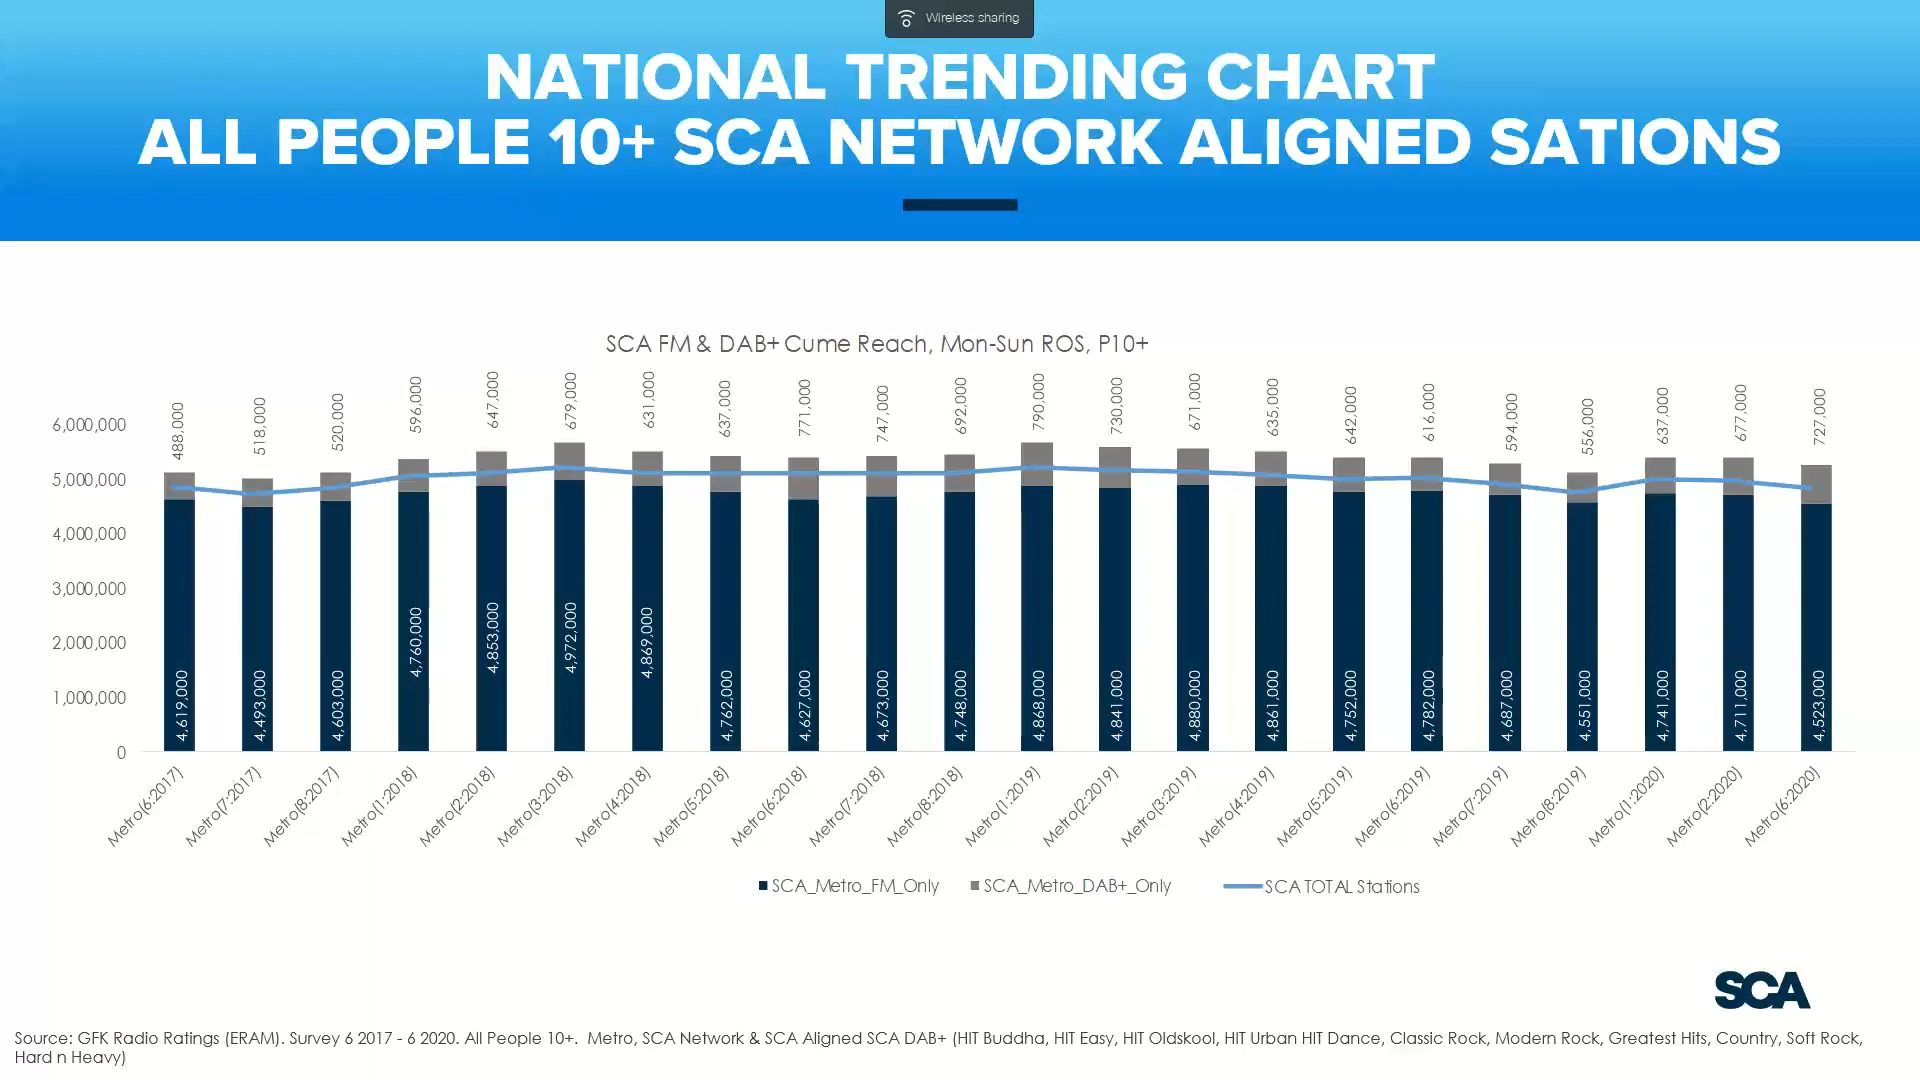 Wireless sharing
NATIONAL TRENDING CHART
ALL PEOPLE 10+ SCA NETWORK ALIGNED SATIONS
SCA FM & DAB+ Cume Reach, Mon-Sun ROS, P10+
6,000,000
5,000,000
4,000,000
3,000,000
2,000,000
1,000,000
0
488,000
518,000
520,000
596,000
647,000
679,000
631,000
637,000
771,000
747,000
692,000
790,000
730,000
671,000
635,000
642,000
616,000
594,000
556,000
637,000
677,000
727,000
4,619,000
4,493,000
4,603,000
4,760,000
4,853,000
4,972,000
4,869,000
4,762,000
4,627,000
4,673,000
4,748,000
4,868,000
4,841,000
4,880,000
4,861,000
4,752,000
4,782,000
4,687,000
4,551,000
4,741,000
4,711,000
4,523,000
Metro(6:2017)
Metro(7:2017)
Metro(8:2017)
Metro(1:2018)
Metro(2:2018)
Metro(3:2018)
Metro(4:2018)
Metro(5:2018)
Metro(6:2018)
Metro(7:2018)
Metro(8:2018)
Metro(1:2019)
Metro(2:2019)
Metro(3:2019)
Metro(4:2019)
Metro(5:2019)
Metro(6:2019)
Metro(7:2019)
Metro(8:2019)
Metro(1:2020)
Metro(2:2020)
Metro(6:2020)
SCA_Metro_FM_Only
SCA_Metro_DAB+_Only
SCA TOTAL Stations
SCA
Source: GFK Radio Ratings (ERAM). Survey 6 2017 - 6 2020. All People 10+.  Metro, SCA Network & SCA Aligned SCA DAB+ (HIT Buddha, HIT Easy, HIT Oldskool, HIT Urban HIT Dance, Classic Rock, Modern Rock, Greatest Hits, Country, Soft Rock,
Hard n Heavy)